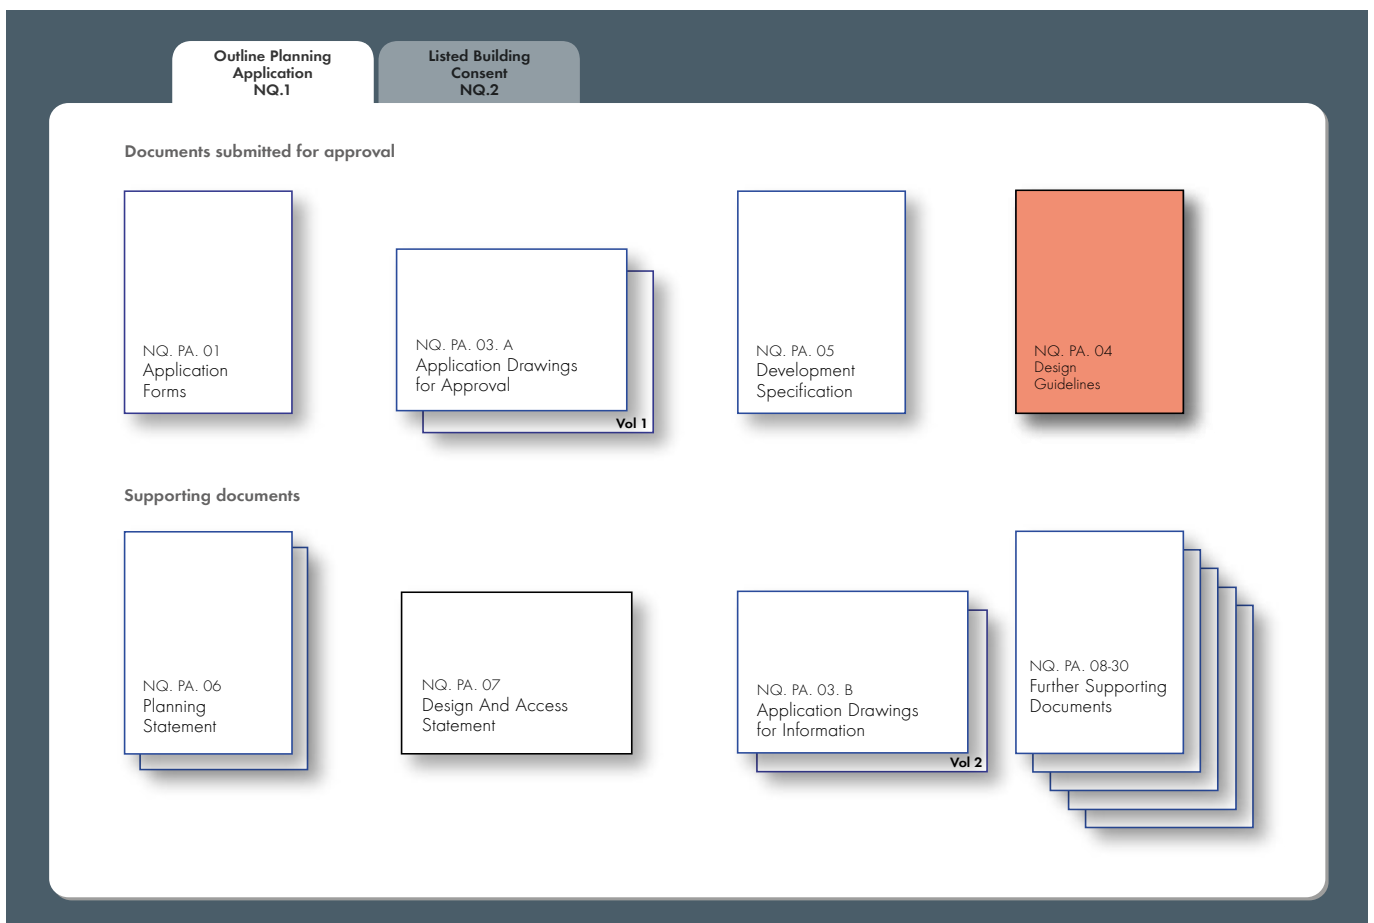 Outline Planning
Application
NQ.1
Listed Building
Consent
NQ.2
Documents submitted for approval
NQ. PA. 01
Application
Forms
NQ. PA. 03. A
Application Drawings
for Approval
Vol 1
NQ. PA. 05
Development
Specification
NQ. PA. 04
Design
Guidelines
Supporting documents
NQ. PA. 06
Planning
Statement
NQ. PA. 07
Design And Access
Statement
NQ. PA. 03. B
Application Drawings
for Information
Vol 2
NQ. PA. 08-30
Further Supporting
Documents